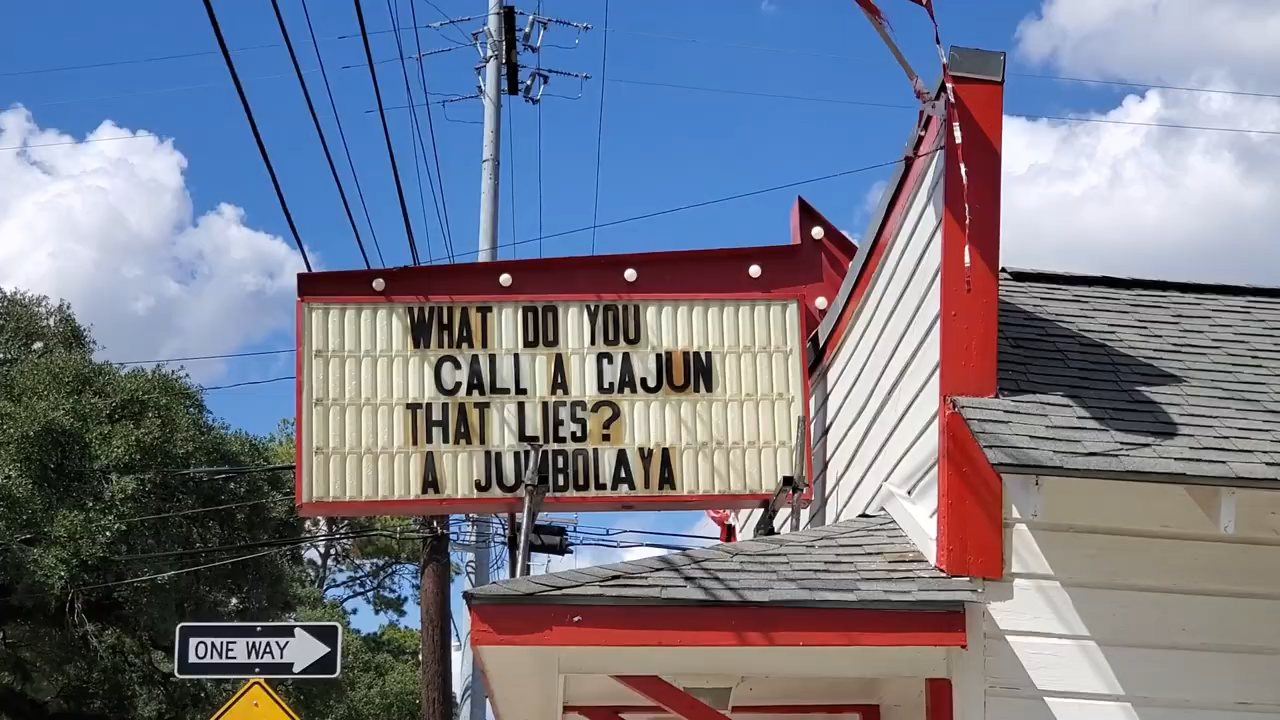 WHAT DO YOU
CALL A CAJUN
THAT LIES?
A JUMBOLAYA
ONE WAY